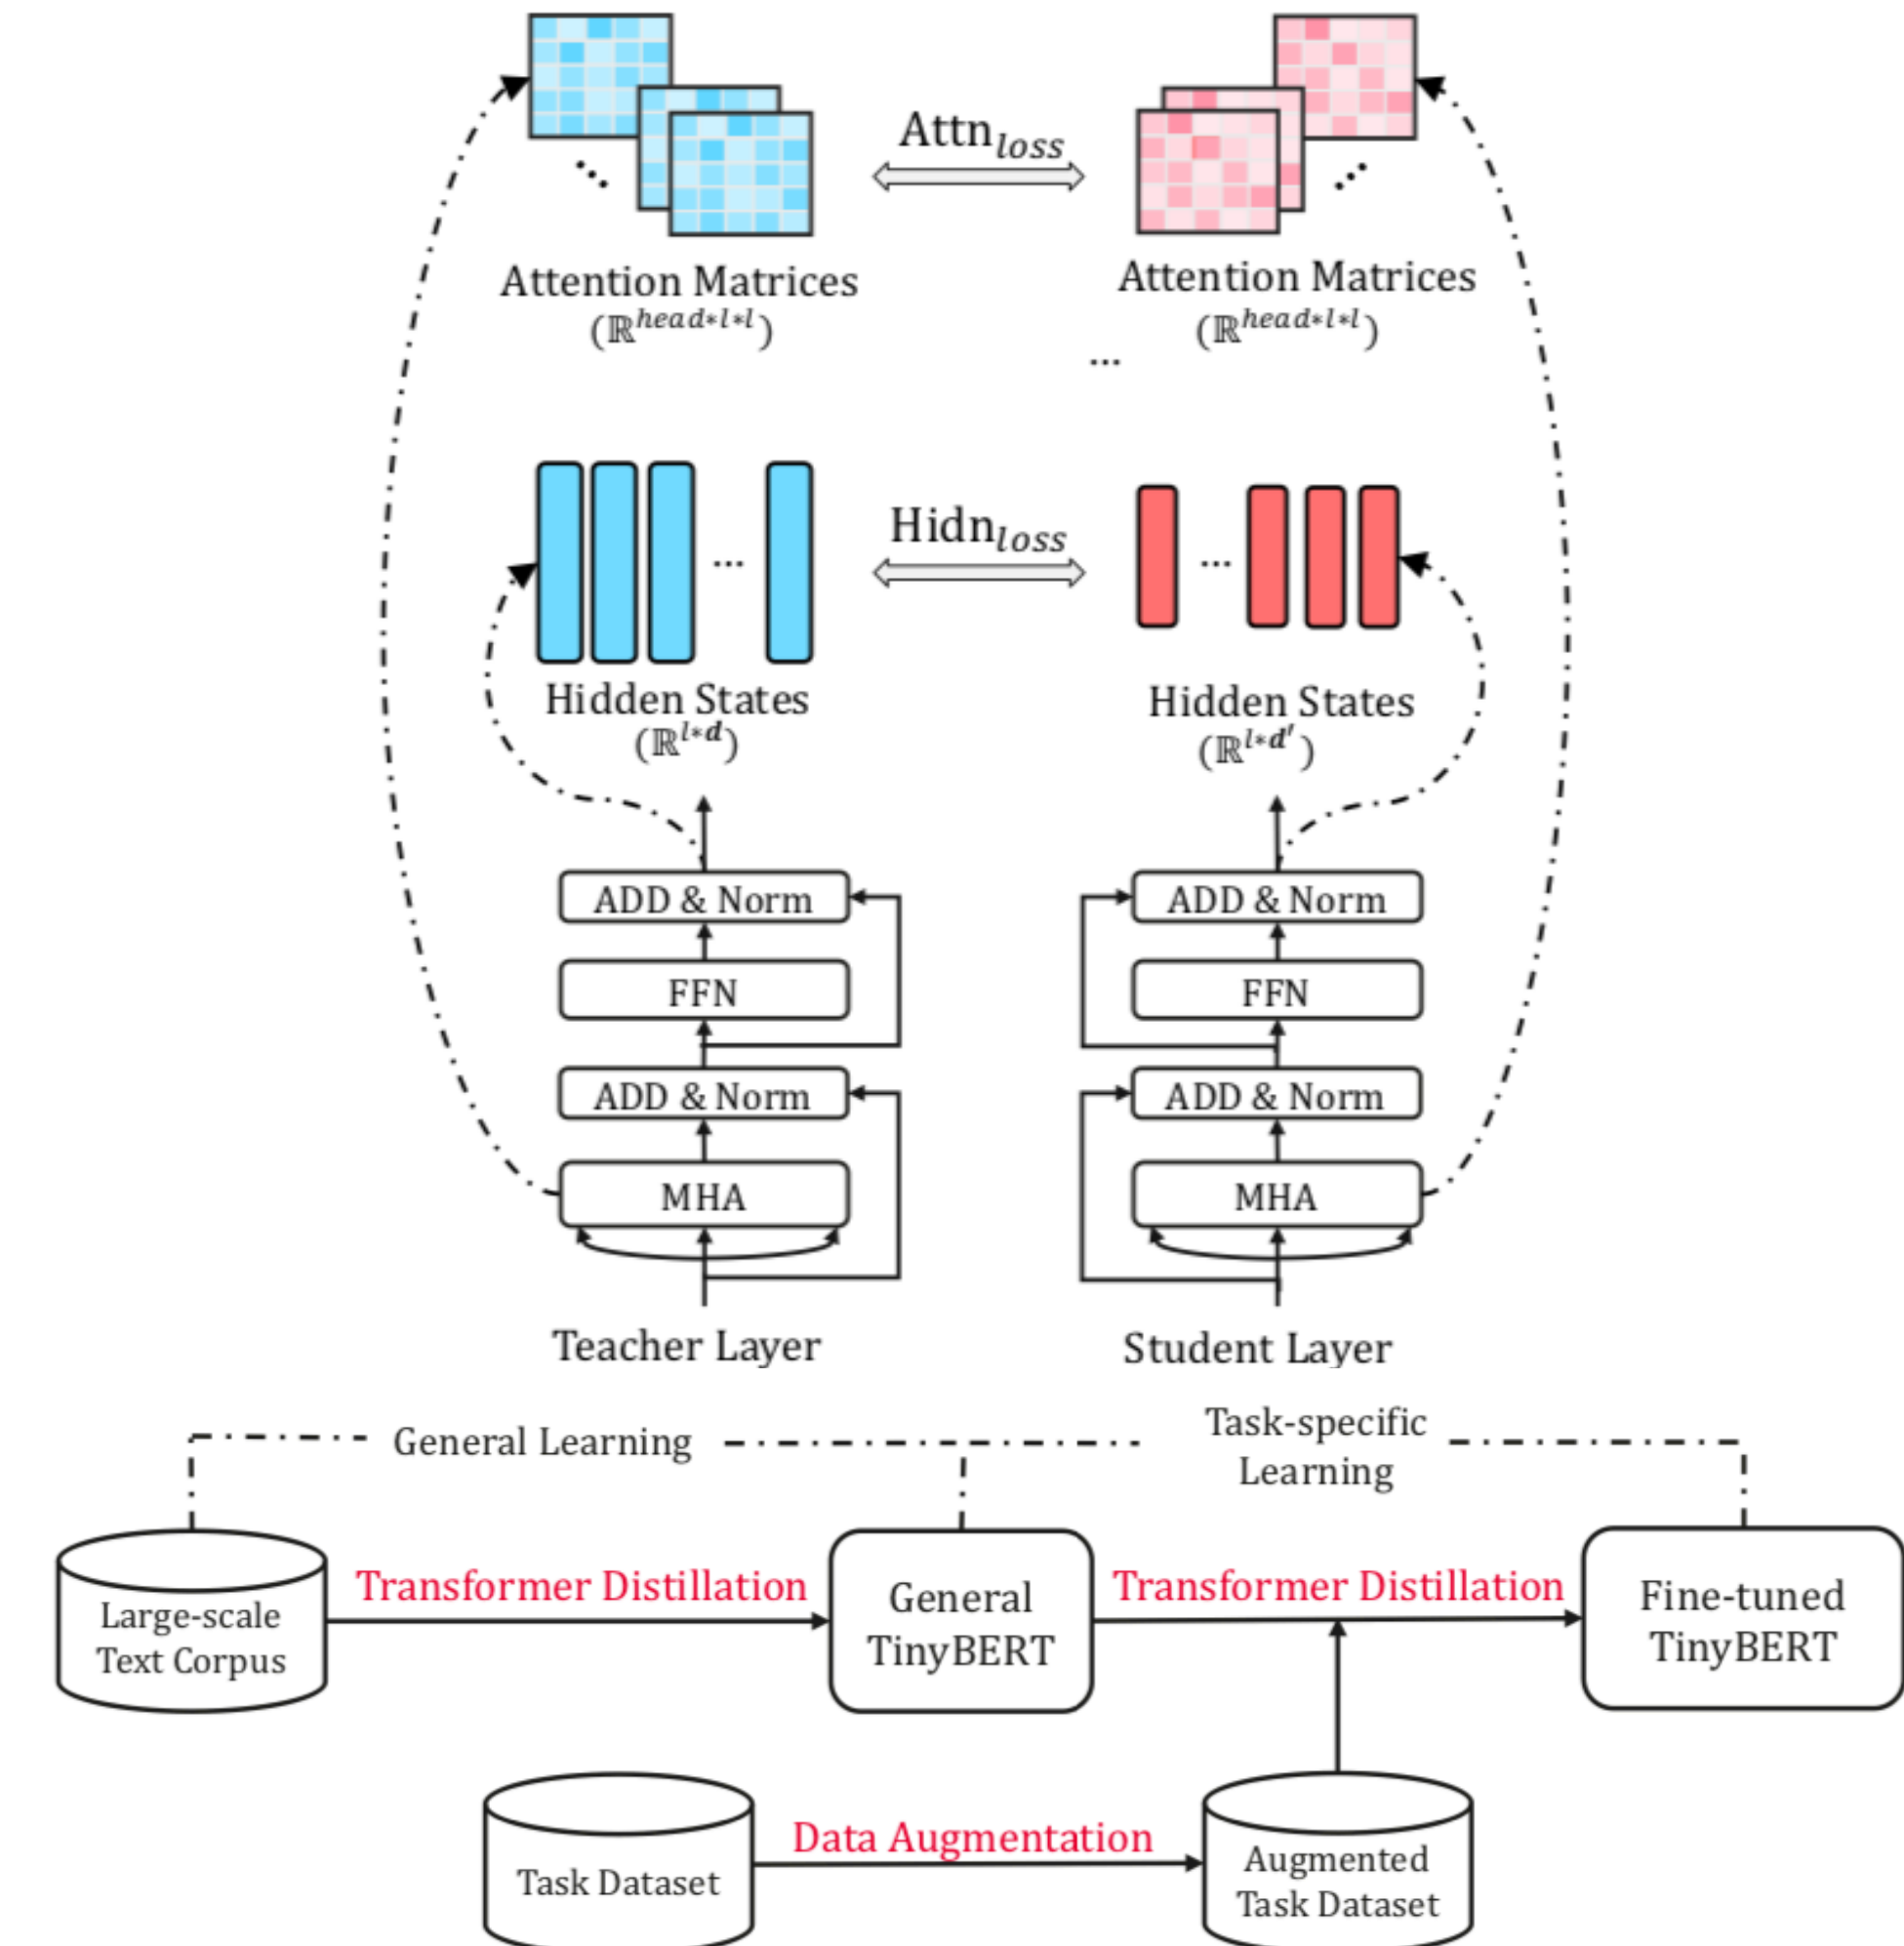 Attn_loss
Attention Matrices
(ℝ^{head*l*l})
Attention Matrices
(ℝ^{head*l*l})
...
Hidn_loss
...
...
Hidden States
(ℝ^{l*d})
Hidden States
(ℝ^{l*d′})
ADD & Norm
ADD & Norm
FFN
FFN
ADD & Norm
ADD & Norm
MHA
MHA
Teacher Layer
Student Layer
General Learning
Task-specific
Learning
Large-scale
Text Corpus
Transformer Distillation
General
TinyBERT
Transformer Distillation
Fine-tuned
TinyBERT
Task Dataset
Data Augmentation
Augmented
Task Dataset